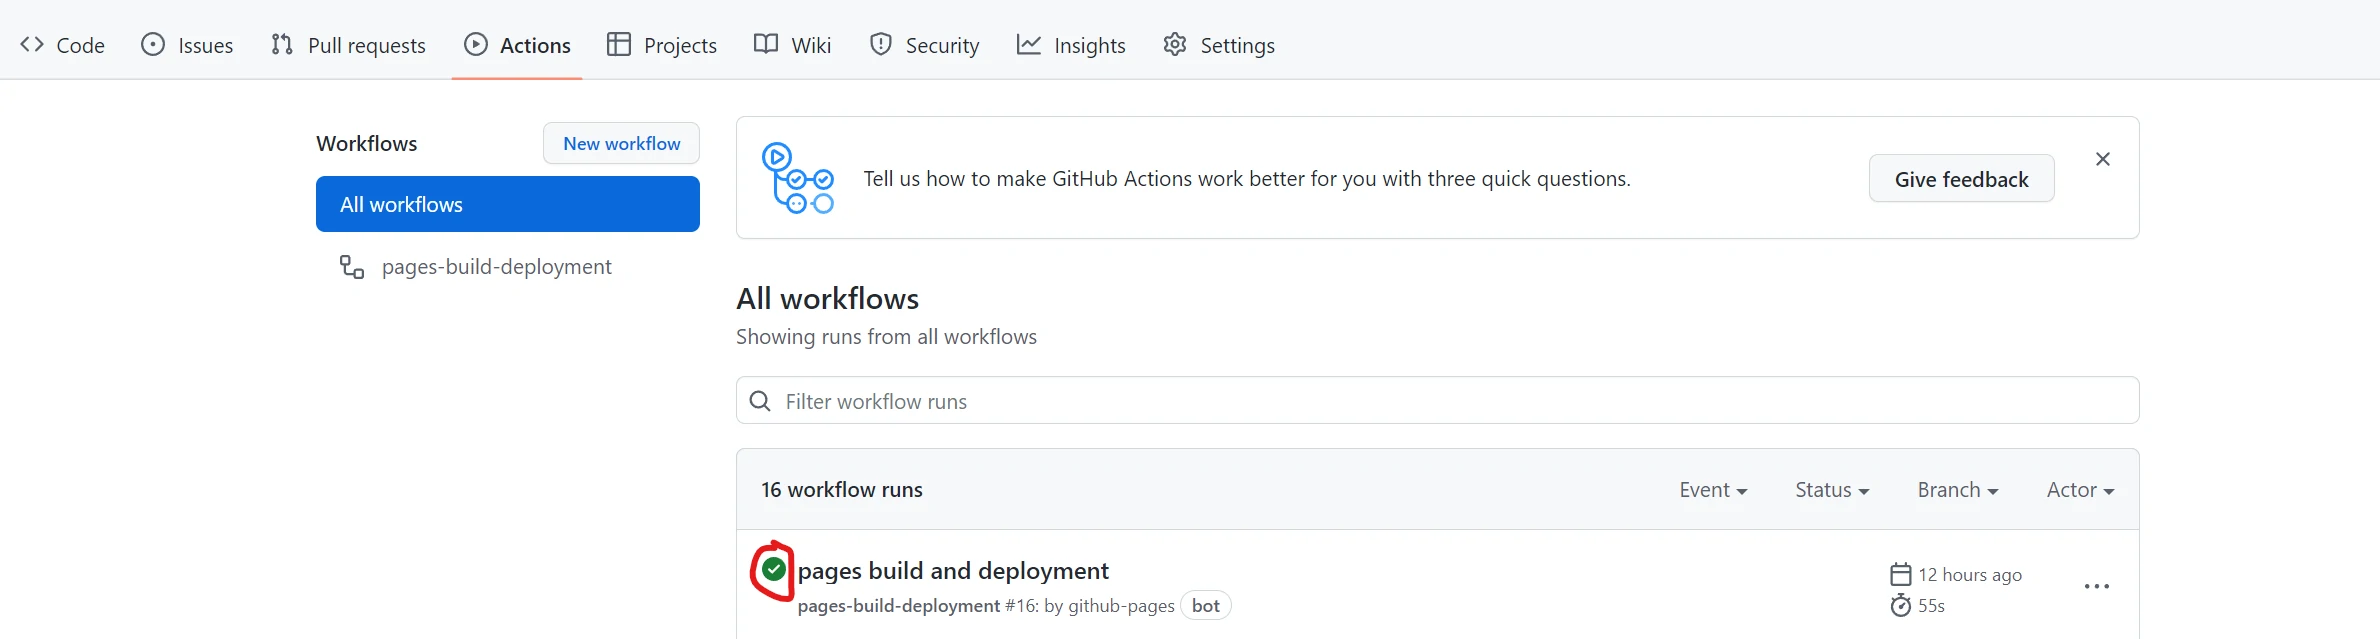 Code Issues Pull requests Actions Projects Wiki Security Insights Settings
Workflows
New workflow
All workflows
pages-build-deployment
Tell us how to make GitHub Actions work better for you with three quick questions.
Give feedback
All workflows
Showing runs from all workflows
Filter workflow runs
16 workflow runs
Event Status Branch Actor
pages build and deployment
pages-build-deployment #16: by github-pages bot
12 hours ago
55s